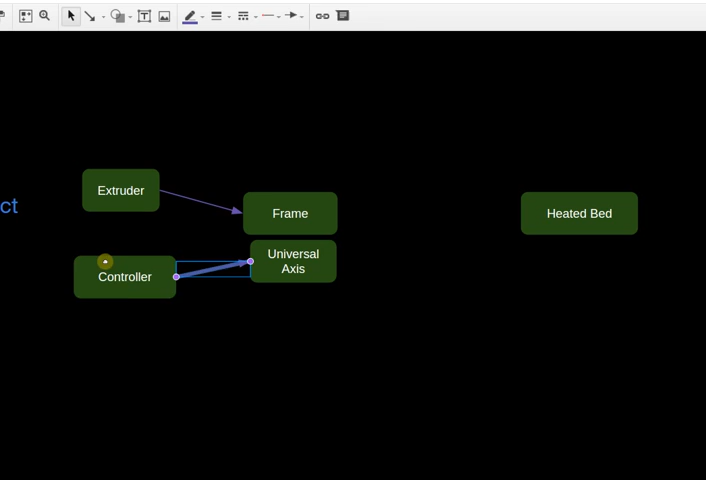 Extruder
ct
Frame
Heated Bed
Universal
Axis
Controller